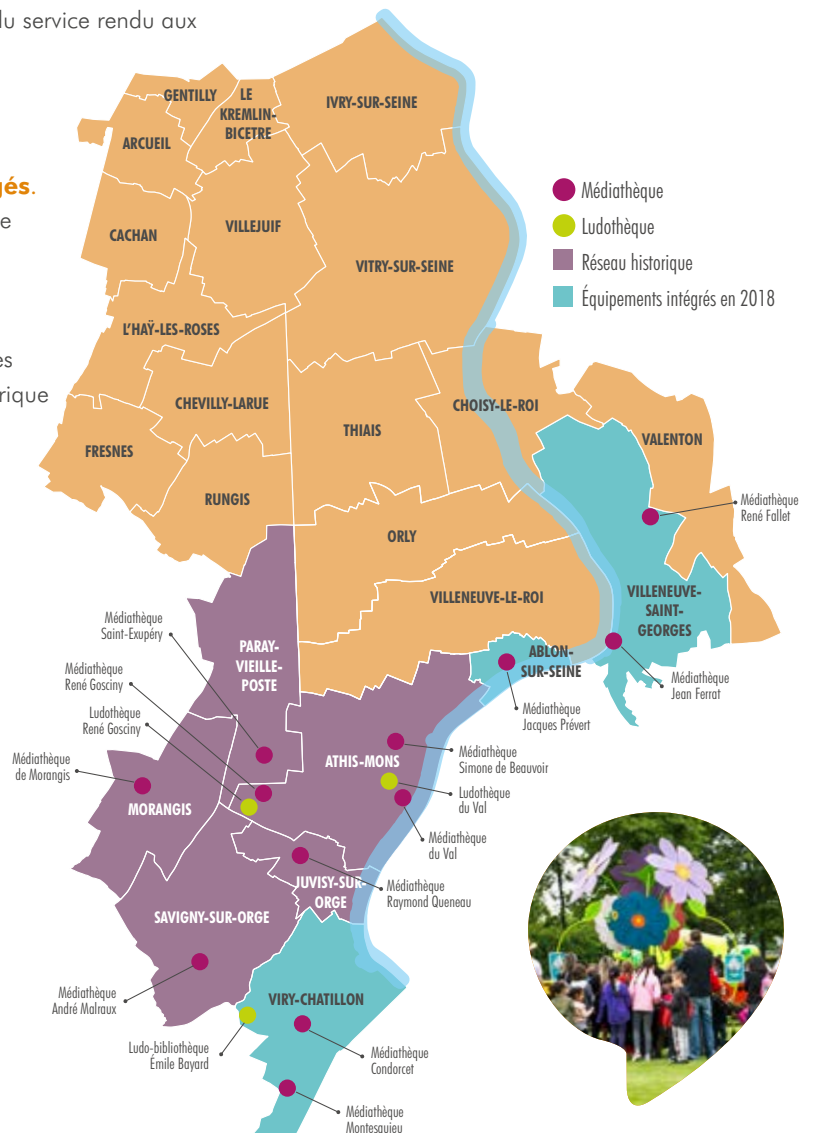 du service rendu aux
gés.
e
es
rique
GENTILLY
LE
KREMLIN-
BICETRE
IVRY-SUR-SEINE
ARCUEIL
CACHAN
VILLEJUIF
VITRY-SUR-SEINE
L'HAŸ-LES-ROSES
CHEVILLY-LARUE
THIAIS
CHOISY-LE-ROI
FRESNES
RUNGIS
VALENTON
ORLY
VILLENEUVE-LE-ROI
VILLENEUVE-
SAINT-
GEORGES
ABLON-
SUR-SEINE
PARAY-
VIEILLE-
POSTE
ATHIS-MONS
MORANGIS
JUVISY-SUR-
ORGE
SAVIGNY-SUR-ORGE
VIRY-CHATILLON
Médiathèque
Ludothèque
Réseau historique
Équipements intégrés en 2018
Médiathèque
René Fallet
Médiathèque
Jean Ferrat
Médiathèque
Jacques Prévert
Médiathèque
Saint-Exupéry
Médiathèque
René Gosciny
Ludothèque
René Gosciny
Médiathèque
de Morangis
Médiathèque
Simone de Beauvoir
Ludothèque
du Val
Médiathèque
du Val
Médiathèque
Raymond Queneau
Médiathèque
André Malraux
Ludo-bibliothèque
Émile Bayard
Médiathèque
Condorcet
Médiathèque
Montesquieu